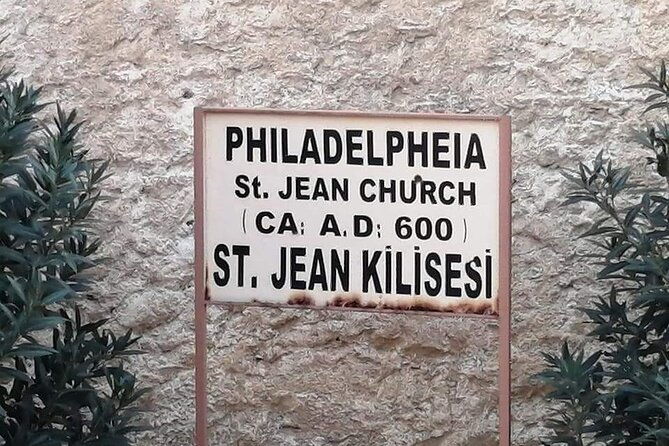 PHILADELPHEIA
St. JEAN CHURCH
(CA: A.D: 600)
ST. JEAN KİLİSESİ